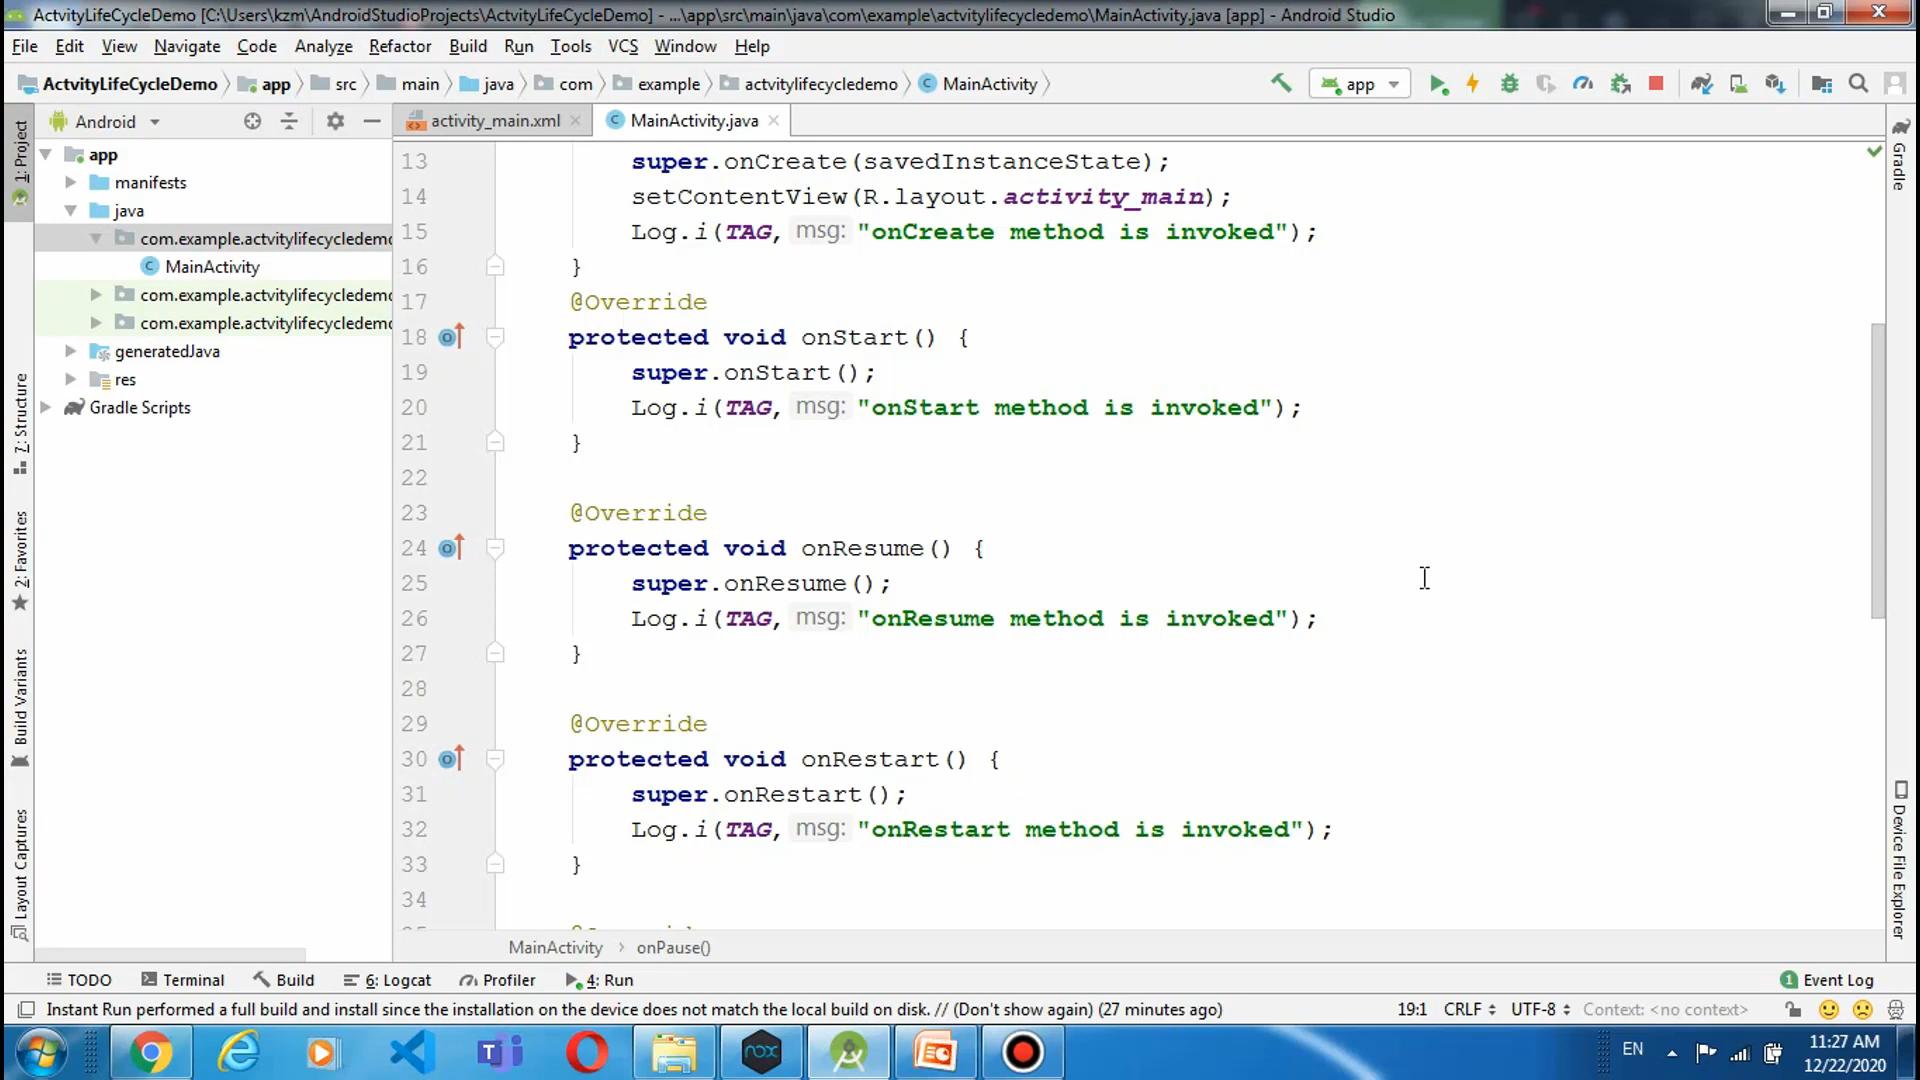 ActvityLifeCycleDemo [C:\Users\kzm\AndroidStudioProjects\ActvityLifeCycleDemo] - ...\app\src\main\java\com\example\actvitylifecycledemo\MainActivity.java [app] - Android Studio
File Edit View Navigate Code Analyze Refactor Build Run Tools VCS Window Help
ActvityLifeCycleDemo app src main java com example actvitylifecycledemo MainActivity app
Android activity_main.xml MainActivity.java
1: Project
7: Structure
2: Favorites
Build Variants
Layout Captures
app
manifests
java
com.example.actvitylifecycledemo
MainActivity
com.example.actvitylifecycledemo
com.example.actvitylifecycledemo
generatedJava
res
Gradle Scripts
13 super.onCreate(savedInstanceState);
14 setContentView(R.layout.activity_main);
15 Log.i(TAG, msg: "onCreate method is invoked");
16 }
17 @Override
18 protected void onStart() {
19 super.onStart();
20 Log.i(TAG, msg: "onStart method is invoked");
21 }
22
23 @Override
24 protected void onResume() {
25 super.onResume();
26 Log.i(TAG, msg: "onResume method is invoked");
27 }
28
29 @Override
30 protected void onRestart() {
31 super.onRestart();
32 Log.i(TAG, msg: "onRestart method is invoked");
33 }
34
MainActivity › onPause()
Gradle
Device File Explorer
TODO Terminal Build 6: Logcat Profiler 4: Run 1 Event Log
Instant Run performed a full build and install since the installation on the device does not match the local build on disk. // (Don't show again) (27 minutes ago) 19:1 CRLF UTF-8 Context: <no context>
nox
EN
11:27 AM
12/22/2020